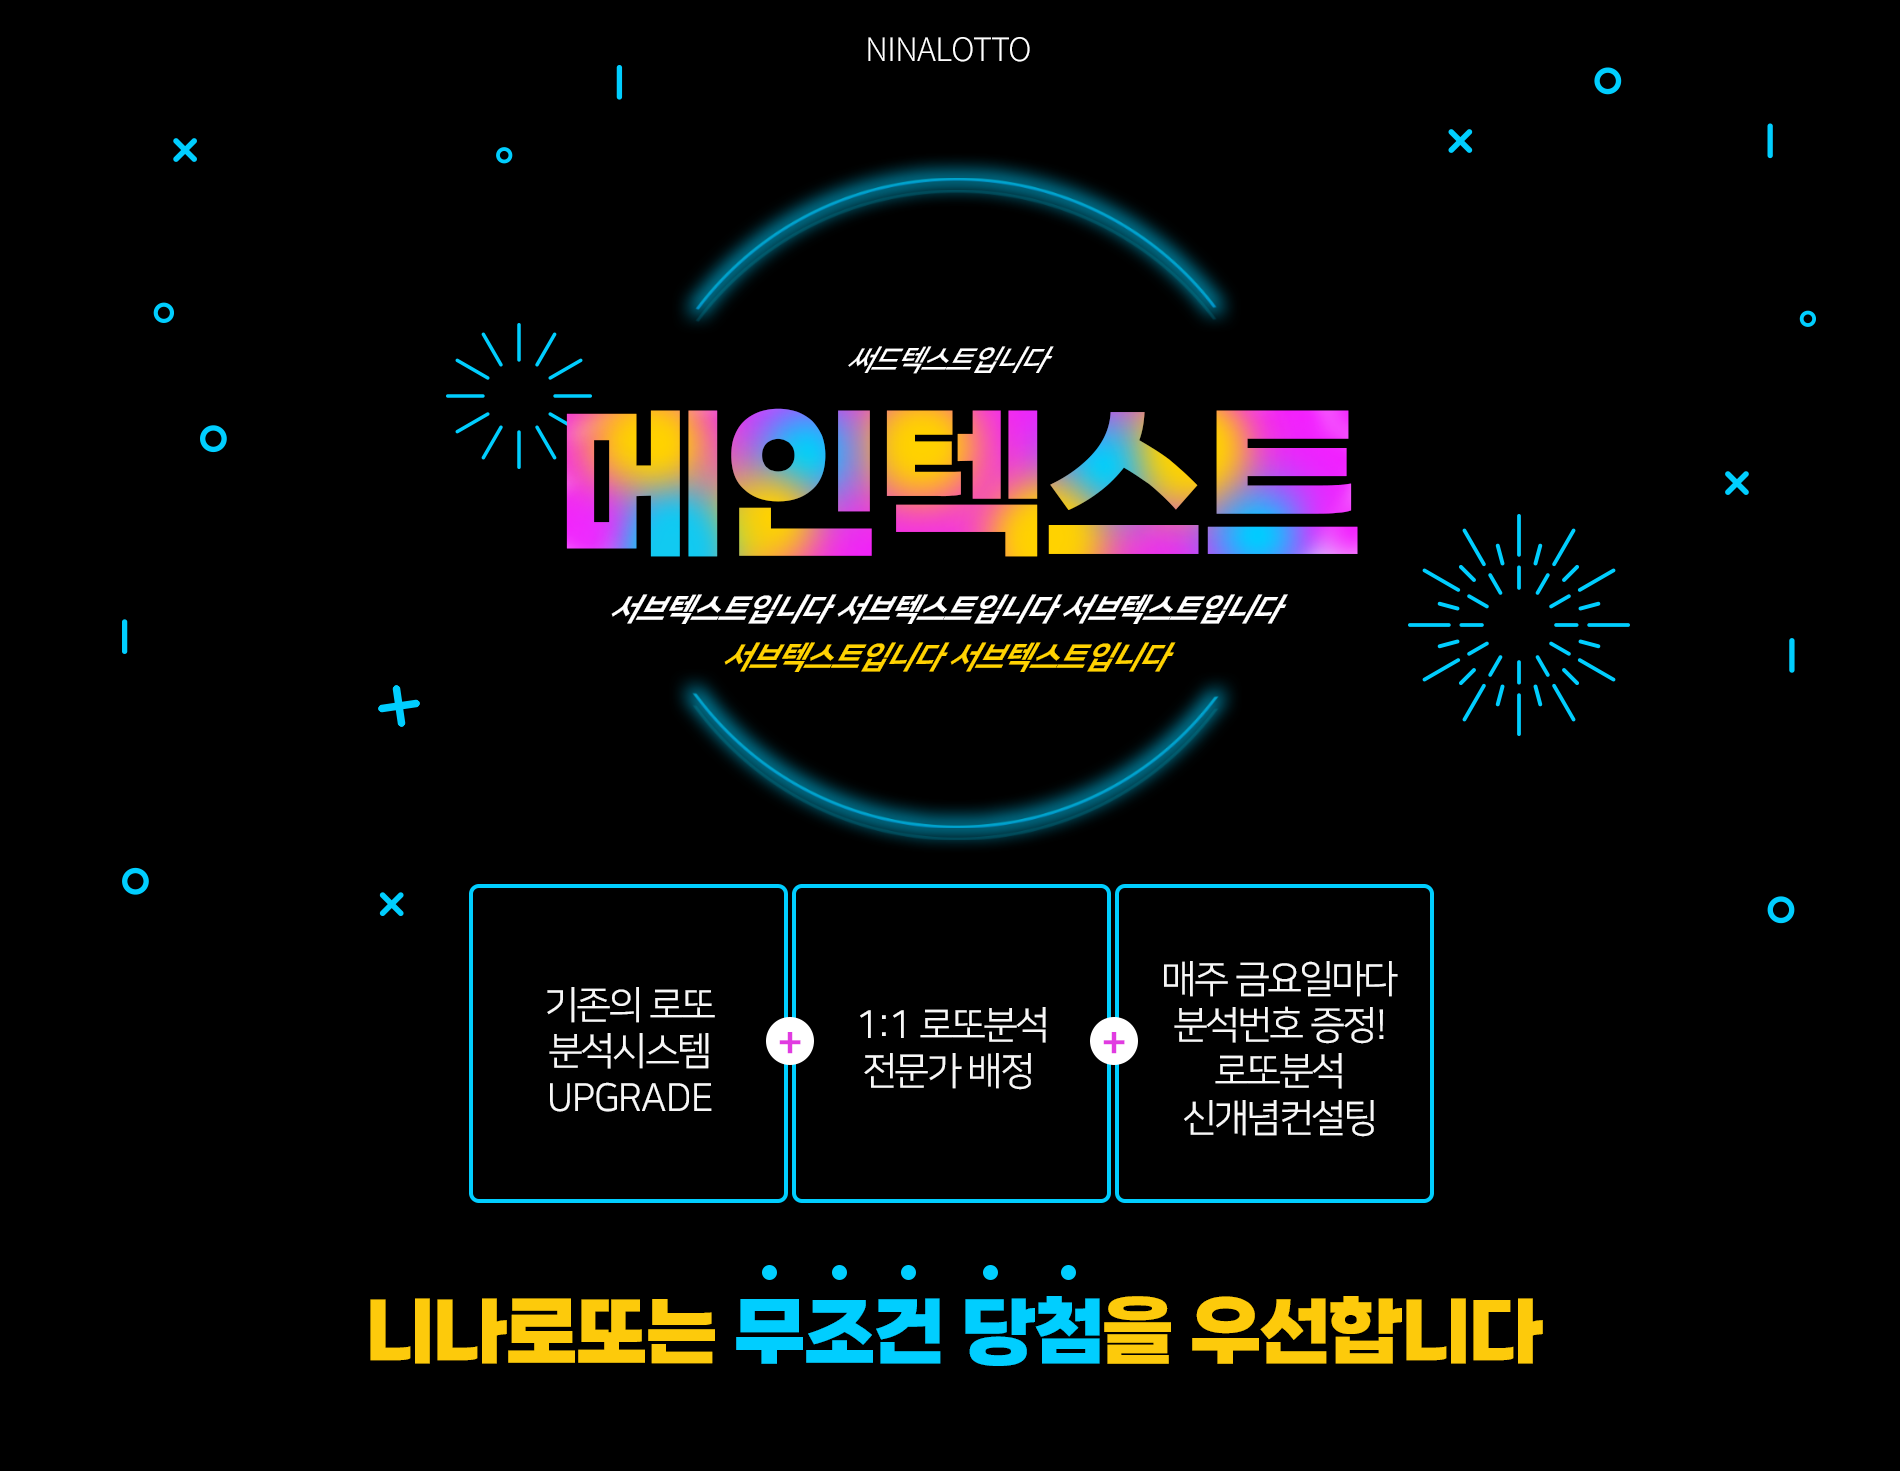 NINALOTTO
써드텍스트입니다
메인텍스트
서브텍스트입니다 서브텍스트입니다 서브텍스트입니다
서브텍스트입니다 서브텍스트입니다
기존의 로또
분석시스템
UPGRADE
+
1:1 로또분석
전문가 배정
+
매주 금요일마다
분석번호 증정!
로또분석
신개념컨설팅
니나로또는 무조건 당첨을 우선합니다